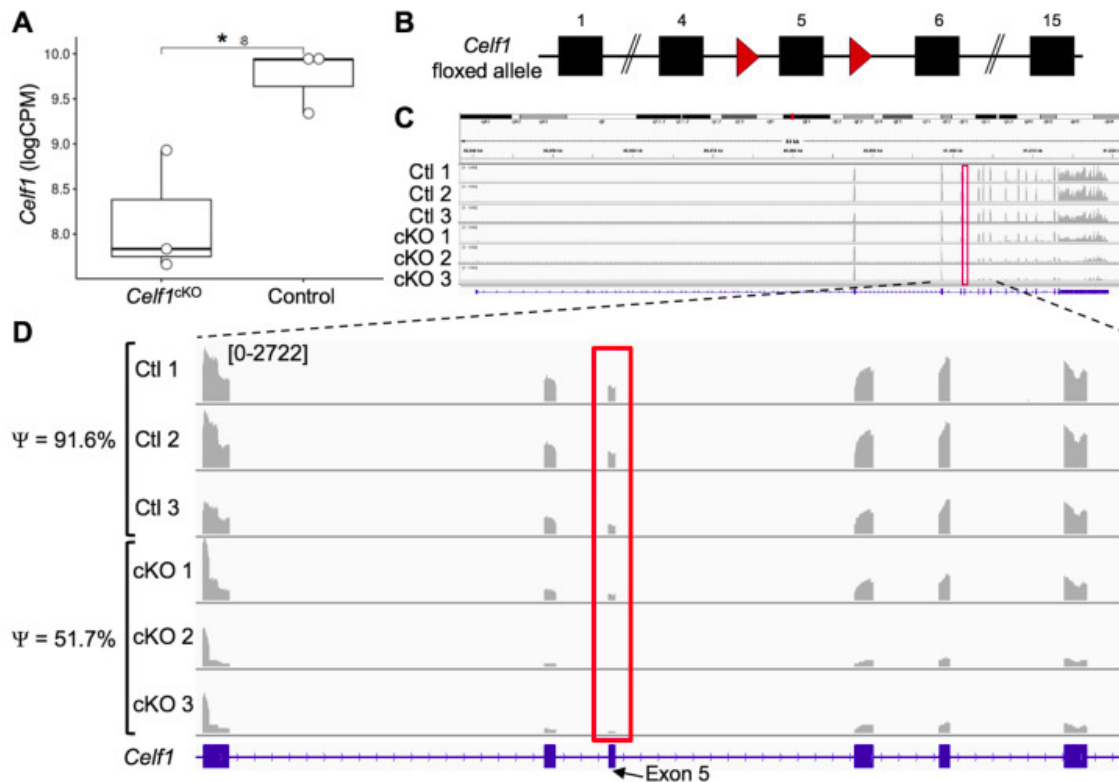 A
Celf1 (logCPM)
10.0
9.5
9.0
8.5
8.0
*
Celf1cKO
Control
B
Celf1
floxed allele
1
4
5
6
15
C
Ctl 1
Ctl 2
Ctl 3
cKO 1
cKO 2
cKO 3
D
[0-2722]
Ctl 1
Ctl 2
Ctl 3
cKO 1
cKO 2
cKO 3
Ψ = 91.6%
Ψ = 51.7%
Celf1
Exon 5